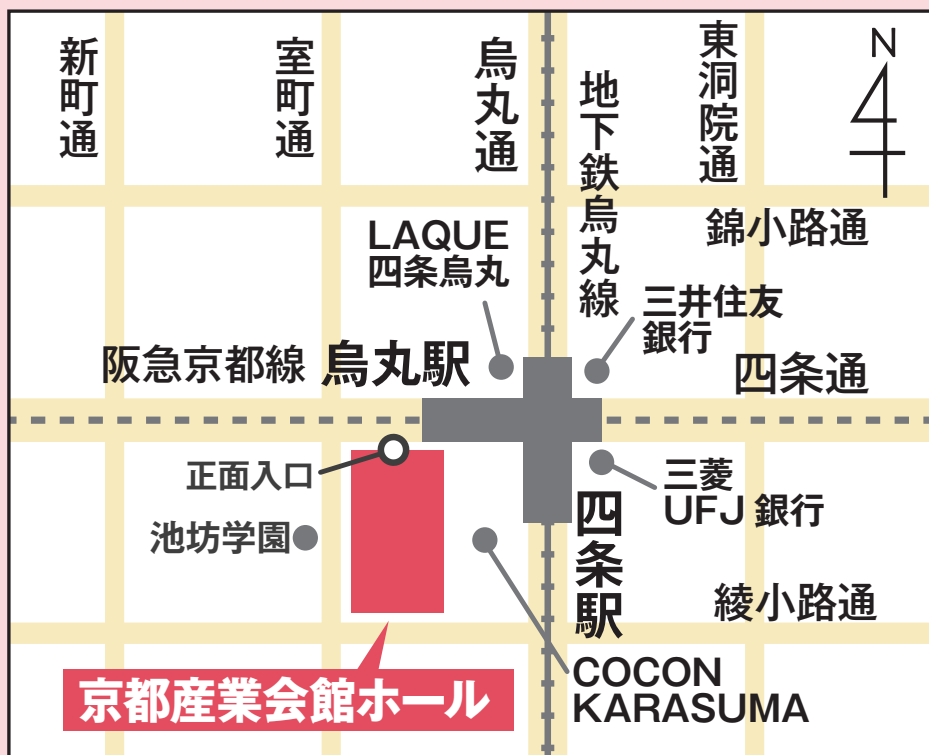 新町通
室町通
烏丸通
地下鉄烏丸線
東洞院通
N
錦小路通
LAQUE
四条烏丸
三井住友
銀行
阪急京都線
烏丸駅
四条通
正面入口
池坊学園
三菱
UFJ 銀行
四条駅
綾小路通
京都産業会館ホール
COCON
KARASUMA